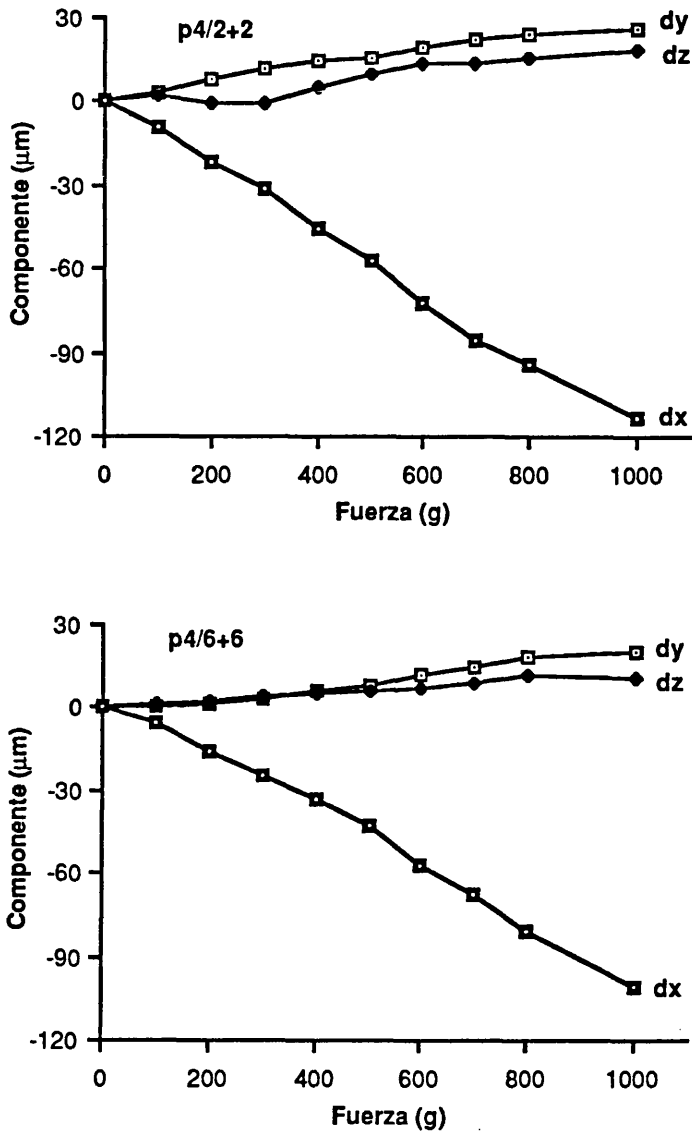 p4/2+2
30
0
-30
-60
-90
-120
Componente (μm)
dy
dz
dx
0 200 400 600 800 1000
Fuerza (g)
p4/6+6
30
0
-30
-60
-90
-120
Componente (μm)
dy
dz
dx
0 200 400 600 800 1000
Fuerza (g)